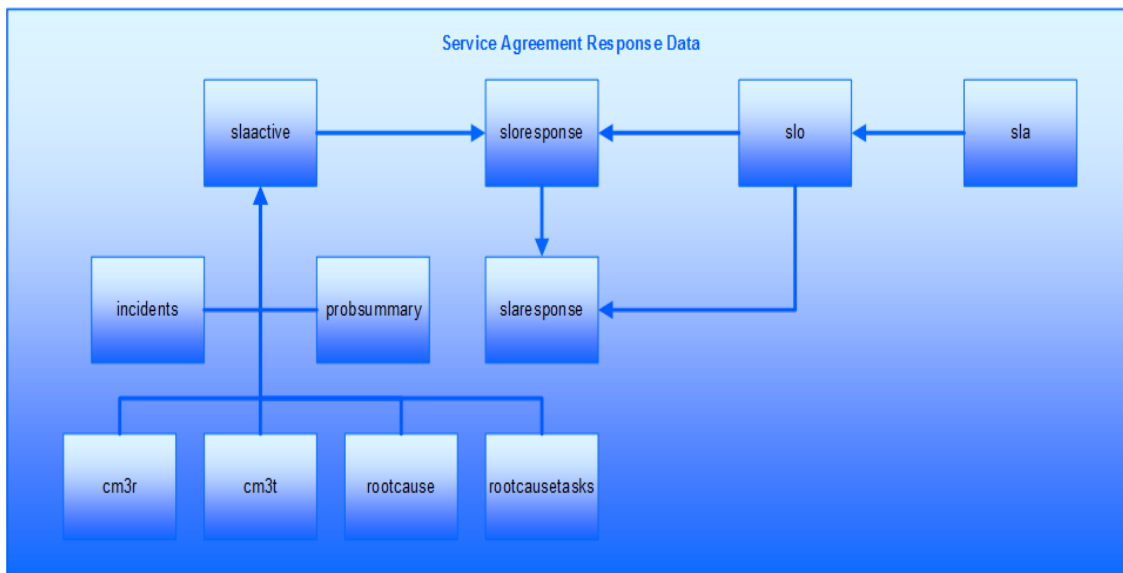 Service Agreement Response Data
slaactive
sloresponse
slo
sla
incidents
probsummary
slaresponse
cm3r
cm3t
rootcause
rootcausetasks